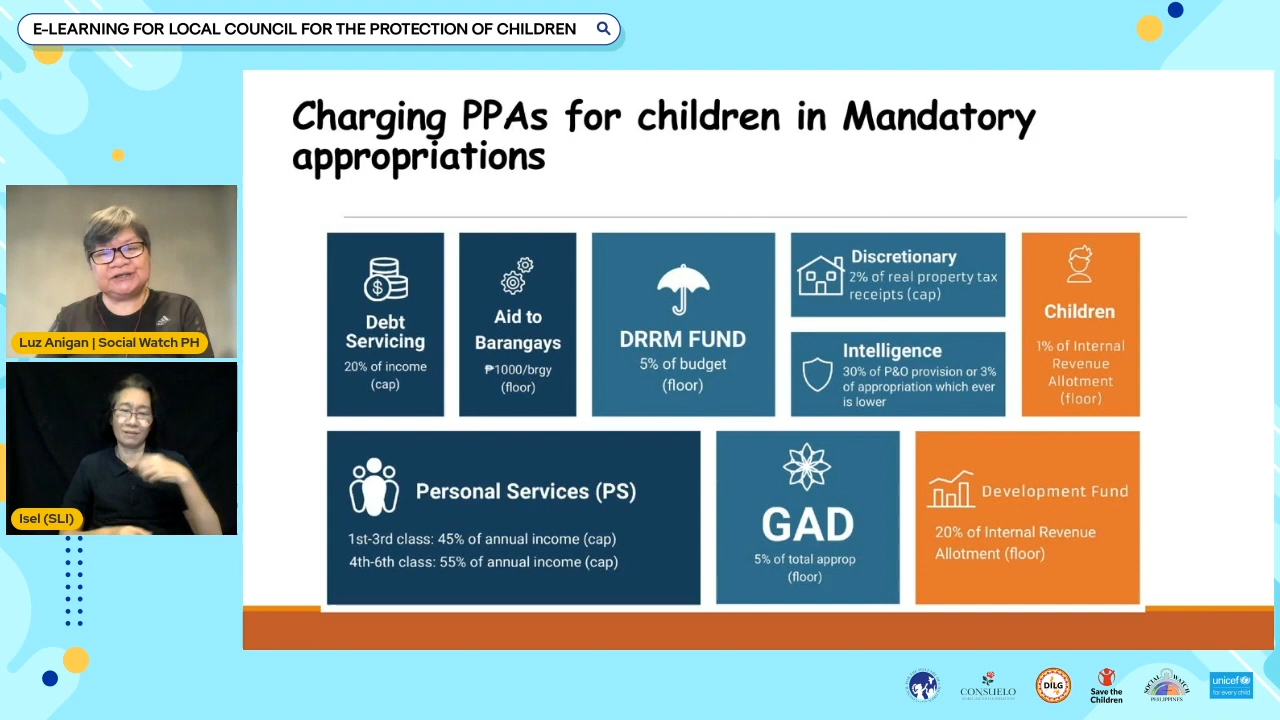 E-LEARNING FOR LOCAL COUNCIL FOR THE PROTECTION OF CHILDREN
Charging PPAs for children in Mandatory
appropriations
Debt
Servicing
20% of income
(cap)
Aid to
Barangays
₱1000/brgy
(floor)
DRRM FUND
5% of budget
(floor)
Discretionary
2% of real property tax
receipts (cap)
Intelligence
30% of P&O provision or 3%
of appropriation which ever
is lower
Children
1% of Internal
Revenue
Allotment
(floor)
Personal Services (PS)
1st-3rd class: 45% of annual income (cap)
4th-6th class: 55% of annual income (cap)
GAD
5% of total approp
(floor)
Development Fund
20% of Internal Revenue
Allotment (floor)
Luz Anigan | Social Watch PH
Isel (SLI)
CONSUELO
DILG
Save the
Children
SOCIAL WATCH
PHILIPPINES
unicef
for every child